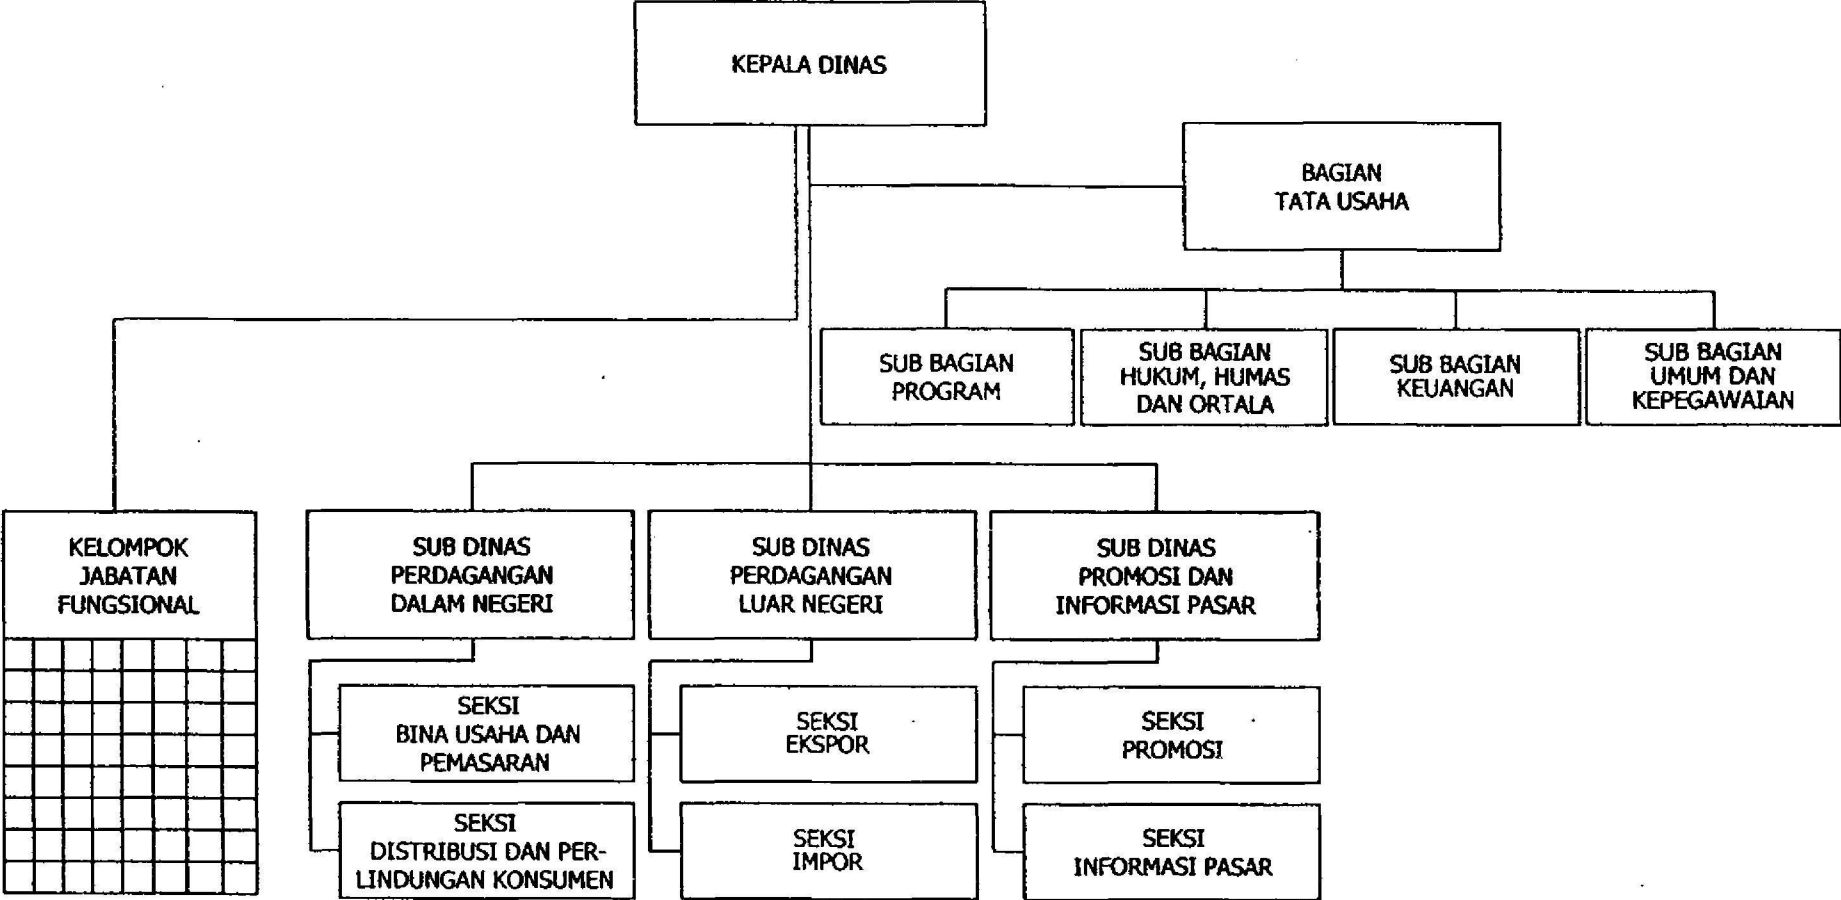 KEPALA DINAS
BAGIAN
TATA USAHA
SUB BAGIAN
PROGRAM
SUB BAGIAN
HUKUM, HUMAS
DAN ORTALA
SUB BAGIAN
KEUANGAN
SUB BAGIAN
UMUM DAN
KEPEGAWAIAN
KELOMPOK
JABATAN
FUNGSIONAL
SUB DINAS
PERDAGANGAN
DALAM NEGERI
SUB DINAS
PERDAGANGAN
LUAR NEGERI
SUB DINAS
PROMOSI DAN
INFORMASI PASAR
SEKSI
BINA USAHA DAN
PEMASARAN
SEKSI
EKSPOR
SEKSI
PROMOSI
SEKSI
DISTRIBUSI DAN PER-
LINDUNGAN KONSUMEN
SEKSI
IMPOR
SEKSI
INFORMASI PASAR